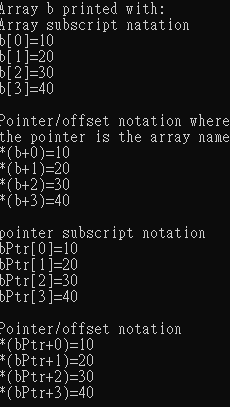 Array b printed with:
Array subscript natation
b[0]=10
b[1]=20
b[2]=30
b[3]=40
Pointer/offset notation where
the pointer is the array name
*(b+0)=10
*(b+1)=20
*(b+2)=30
*(b+3)=40
pointer subscript notation
bPtr[0]=10
bPtr[1]=20
bPtr[2]=30
bPtr[3]=40
Pointer/offset notation
*(bPtr+0)=10
*(bPtr+1)=20
*(bPtr+2)=30
*(bPtr+3)=40